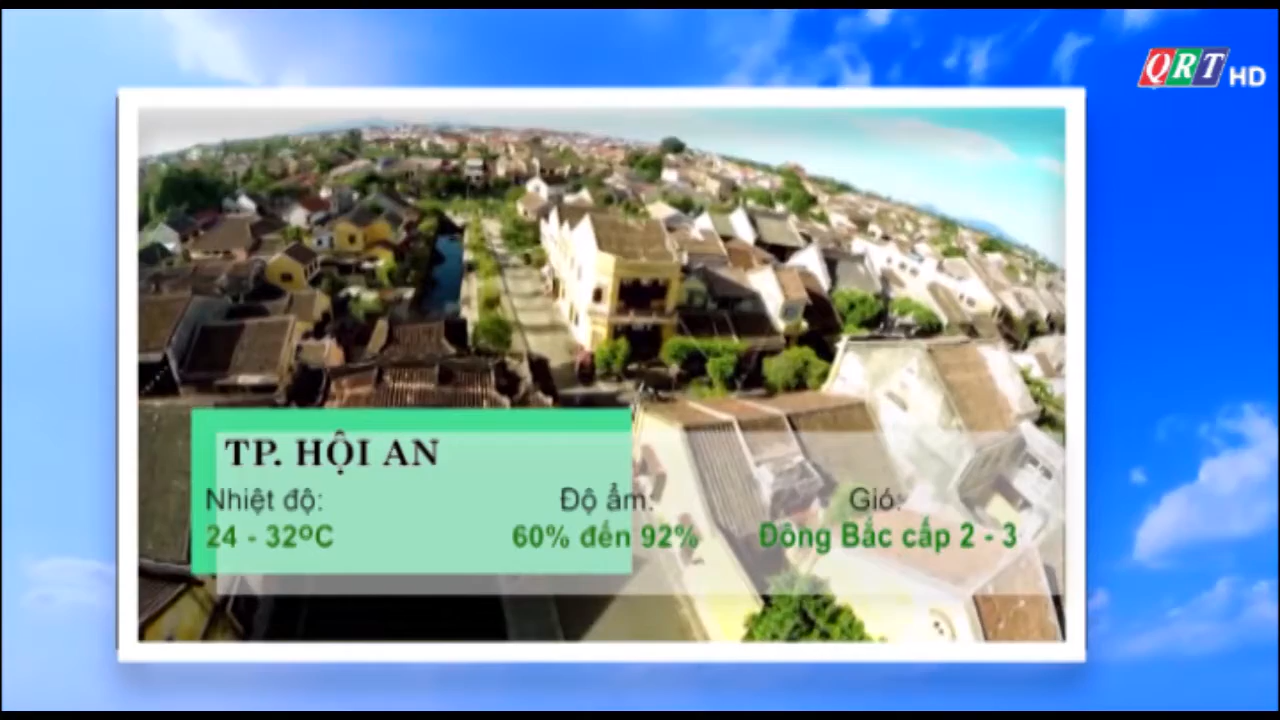 QRT HD
TP. HỘI AN
Nhiệt độ: Độ ẩm: Gió:
24 - 32ºC 60% đến 92% Đông Bắc cấp 2 - 3